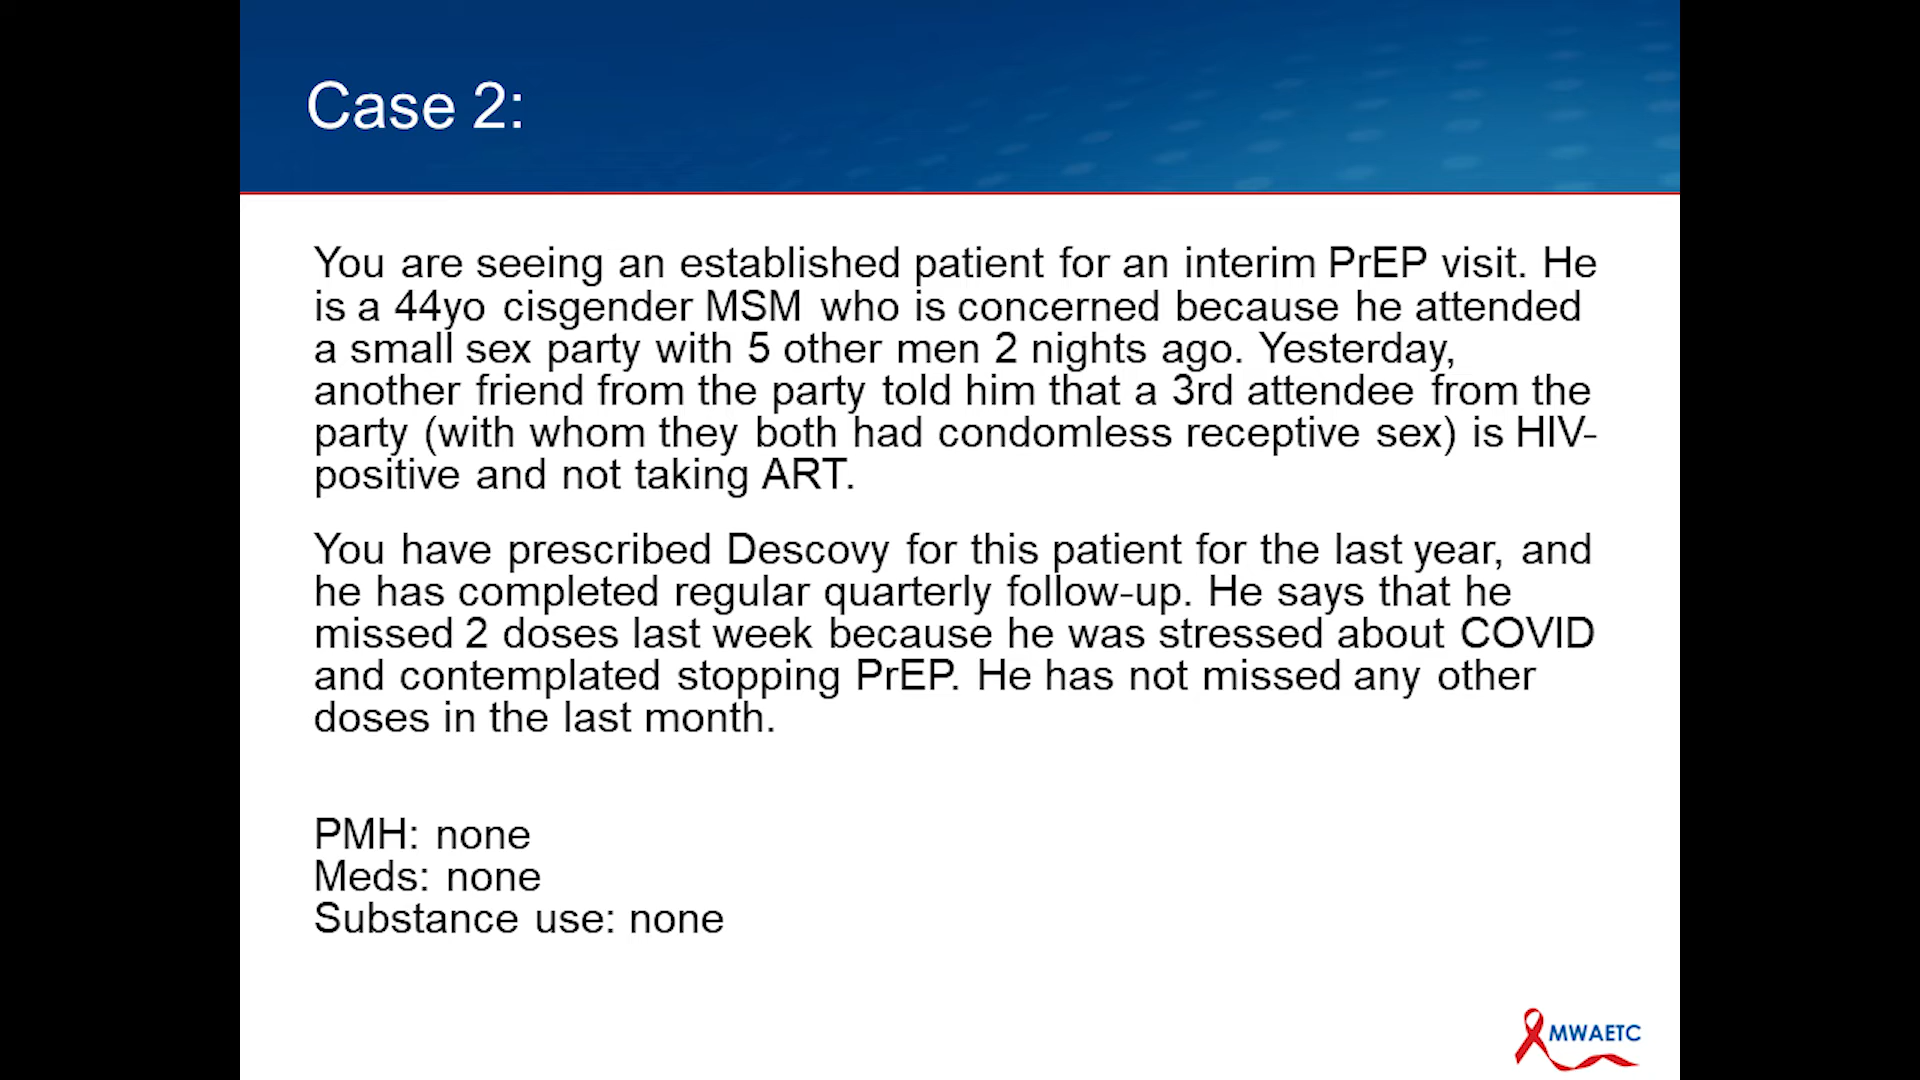 Case 2:
You are seeing an established patient for an interim PrEP visit. He
is a 44yo cisgender MSM who is concerned because he attended
a small sex party with 5 other men 2 nights ago. Yesterday,
another friend from the party told him that a 3rd attendee from the
party (with whom they both had condomless receptive sex) is HIV-
positive and not taking ART.
You have prescribed Descovy for this patient for the last year, and
he has completed regular quarterly follow-up. He says that he
missed 2 doses last week because he was stressed about COVID
and contemplated stopping PrEP. He has not missed any other
doses in the last month.
PMH: none
Meds: none
Substance use: none
MWAETC